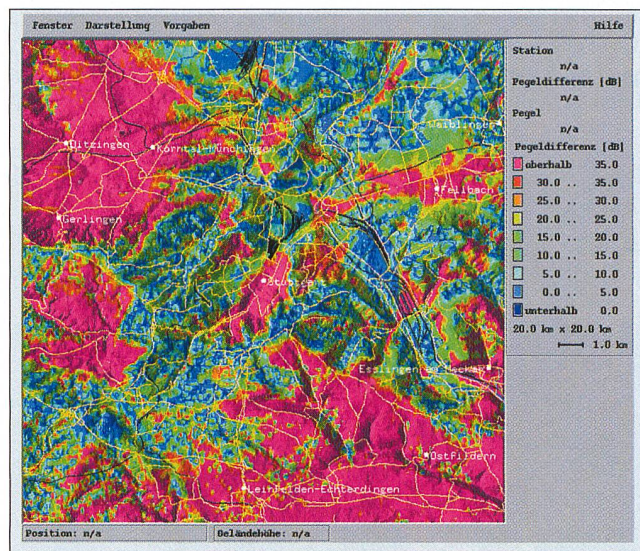 Fenster Darstellung Vorgaben Hilfe
Station
n/a
Pegeldifferenz [dB]
n/a
Pegel
n/a
Pegeldifferenz [dB]
oberhalb 35.0
30.0 .. 35.0
25.0 .. 30.0
20.0 .. 25.0
15.0 .. 20.0
10.0 .. 15.0
5.0 .. 10.0
0.0 .. 5.0
unterhalb 0.0
20.0 km x 20.0 km
1.0 km
Waiblingen
Ditzingen
Korntal-Münchingen
Fellbach
Gerlingen
Stuttgart
Esslingen am Neckar
Ostfildern
Leinfelden-Echterdingen
Position: n/a
Geländehöhe: n/a